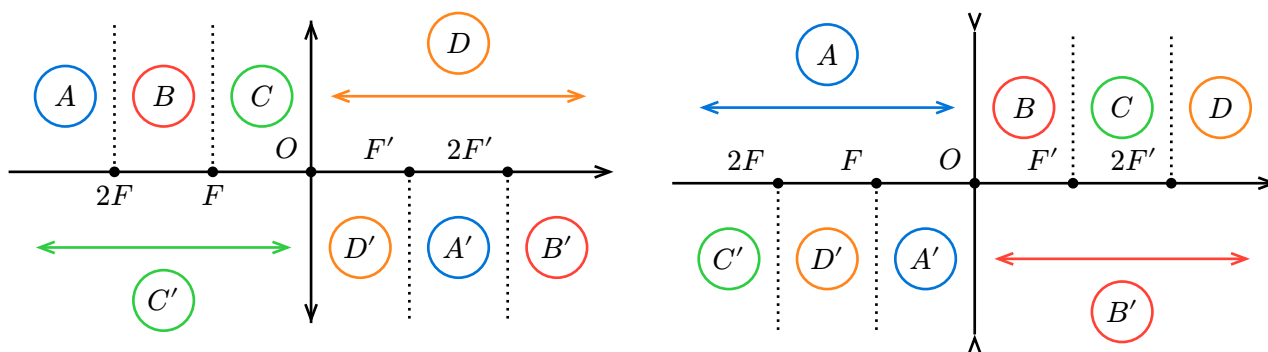 D
A B C
O F′ 2F′
2F F
D′ A′ B′
C′
A
B C D
2F F O F′ 2F′
C′ D′ A′
B′